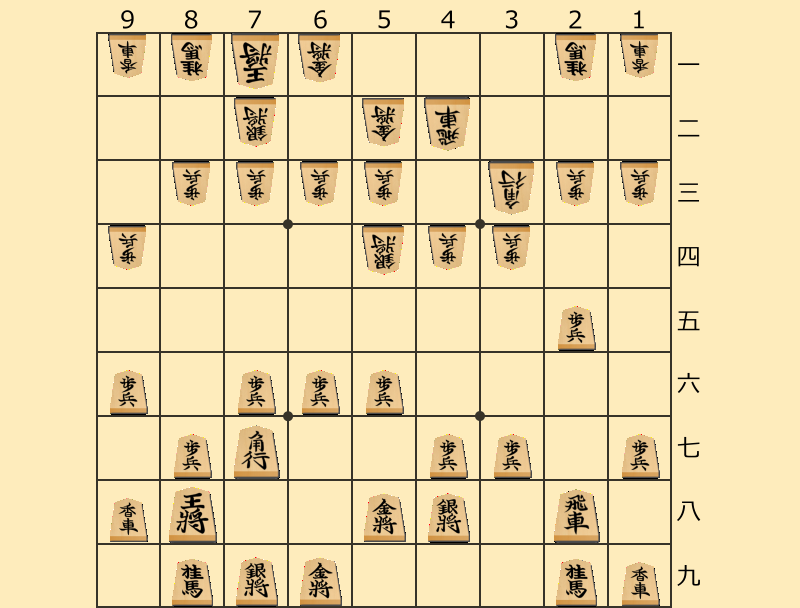 9 8 7 6 5 4 3 2 1
香車 桂馬 王將 金將 桂馬 香車 一
銀將 金將 飛車 二
歩兵 歩兵 歩兵 歩兵 角行 歩兵 歩兵 三
歩兵 銀將 歩兵 歩兵 四
歩兵 五
歩兵 歩兵 歩兵 歩兵 六
歩兵 角行 歩兵 歩兵 歩兵 七
香車 王將 金將 銀將 飛車 八
桂馬 銀將 金將 桂馬 香車 九